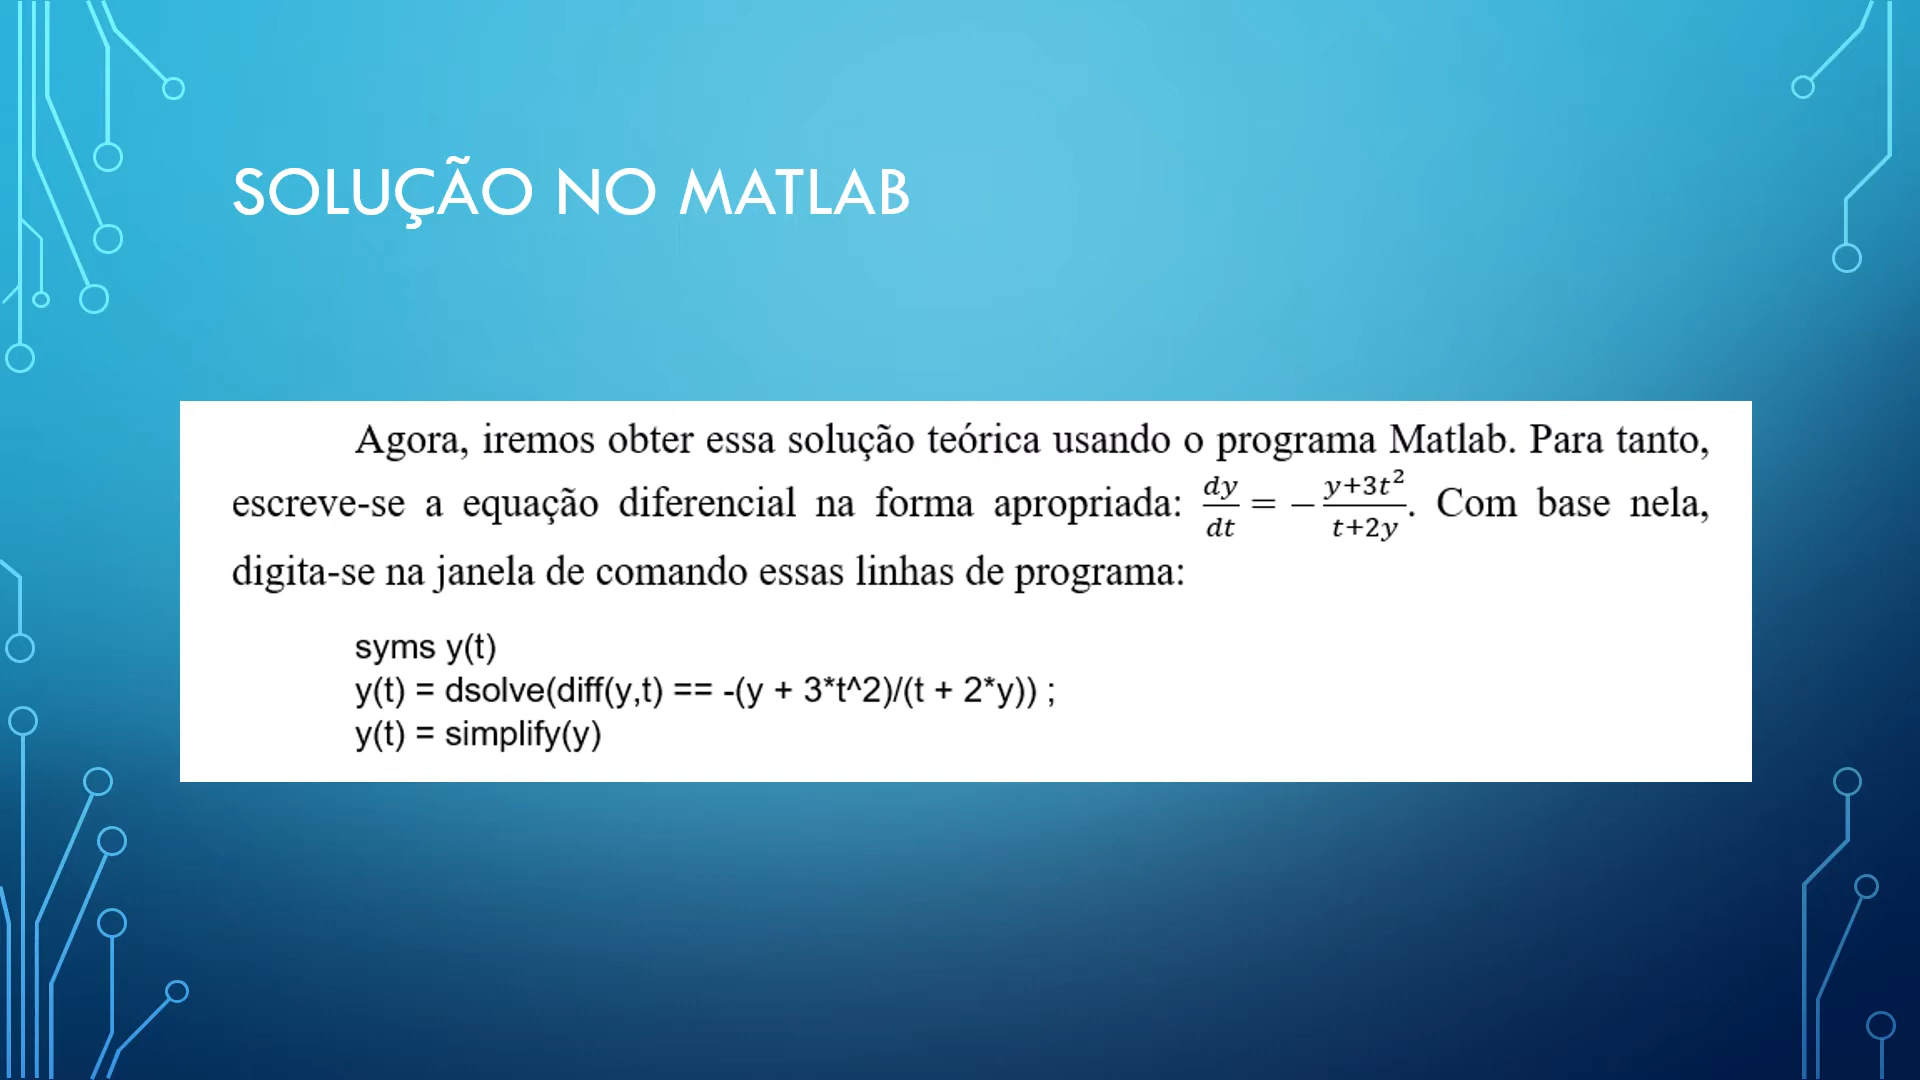 SOLUÇÃO NO MATLAB
Agora, iremos obter essa solução teórica usando o programa Matlab. Para tanto,
escreve-se a equação diferencial na forma apropriada: dy/dt = −(y+3t²)/(t+2y). Com base nela,
digita-se na janela de comando essas linhas de programa:
syms y(t)
y(t) = dsolve(diff(y,t) == -(y + 3*t^2)/(t + 2*y)) ;
y(t) = simplify(y)